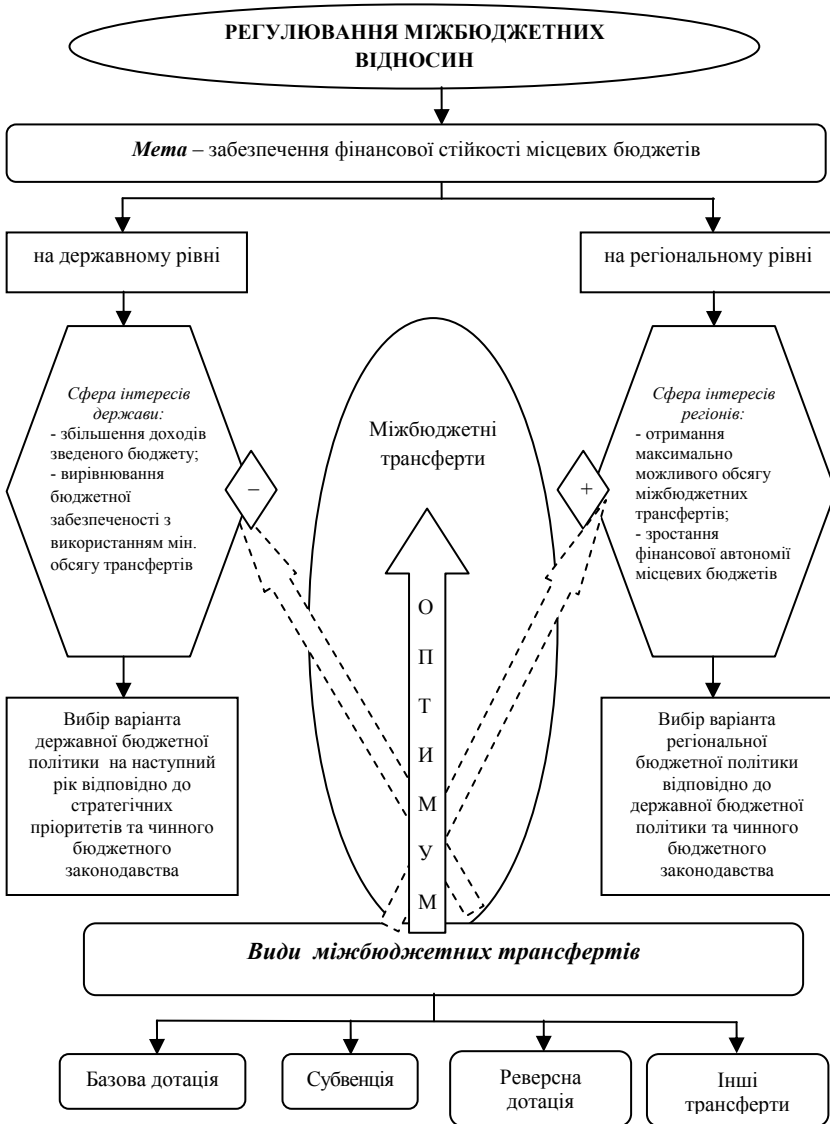 РЕГУЛЮВАННЯ МІЖБЮДЖЕТНИХ
ВІДНОСИН
Мета – забезпечення фінансової стійкості місцевих бюджетів
на державному рівні
на регіональному рівні
Сфера інтересів
держави:
- збільшення доходів
зведеного бюджету;
- вирівнювання
бюджетної
забезпеченості з
використанням мін.
обсягу трансфертів
–
Міжбюджетні
трансферти
+
Сфера інтересів
регіонів:
- отримання
максимально
можливого обсягу
міжбюджетних
трансфертів;
- зростання
фінансової автономії
місцевих бюджетів
О
П
Т
И
М
У
М
Вибір варіанта
державної бюджетної
політики на наступний
рік відповідно до
стратегічних
пріоритетів та чинного
бюджетного
законодавства
Вибір варіанта
регіональної
бюджетної політики
відповідно до
державної бюджетної
політики та чинного
бюджетного
законодавства
Види міжбюджетних трансфертів
Базова дотація
Субвенція
Реверсна
дотація
Інші
трансферти